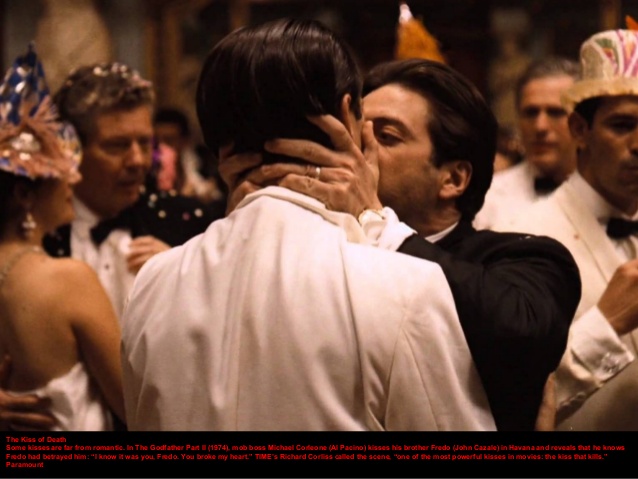 The Kiss of Death
Some kisses are far from romantic. In The Godfather Part II (1974), mob boss Michael Corleone (Al Pacino) kisses his brother Fredo (John Cazale) in Havana and reveals that he knows
Fredo had betrayed him: "I know it was you, Fredo. You broke my heart." TIME's Richard Corliss called the scene, "one of the most powerful kisses in movies: the kiss that kills."
Paramount